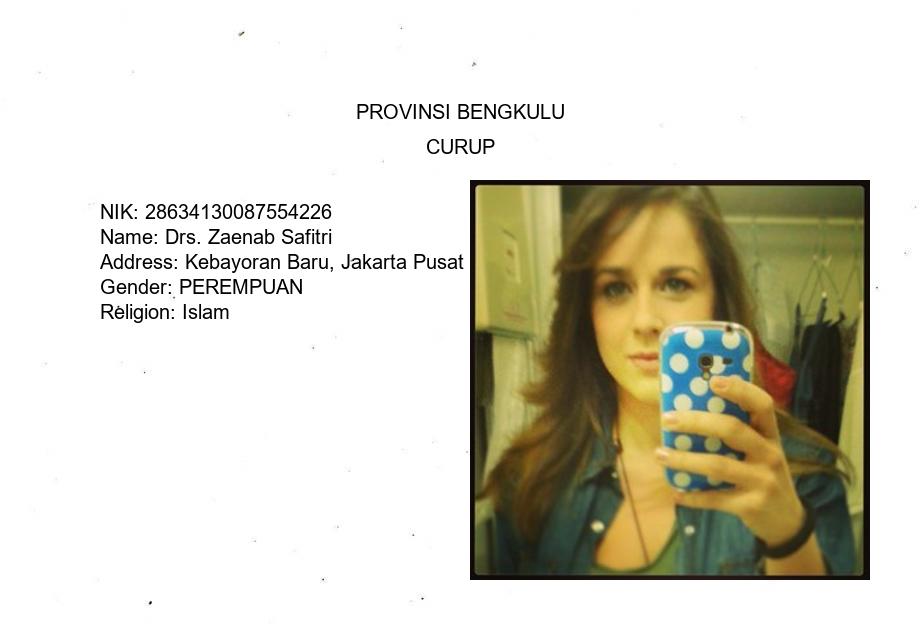 PROVINSI BENGKULU
CURUP
NIK: 28634130087554226
Name: Drs. Zaenab Safitri
Address: Kebayoran Baru, Jakarta Pusat
Gender: PEREMPUAN
Religion: Islam